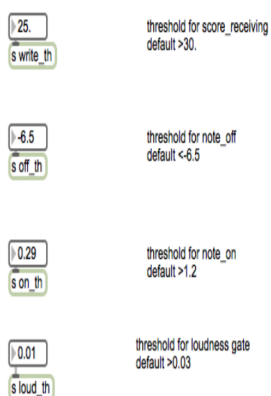 25.
threshold for score_receiving
default >30.
s write_th
-6.5
threshold for note_off
default <-6.5
s off_th
0.29
threshold for note_on
default >1.2
s on_th
0.01
threshold for loudness gate
default >0.03
s loud_th